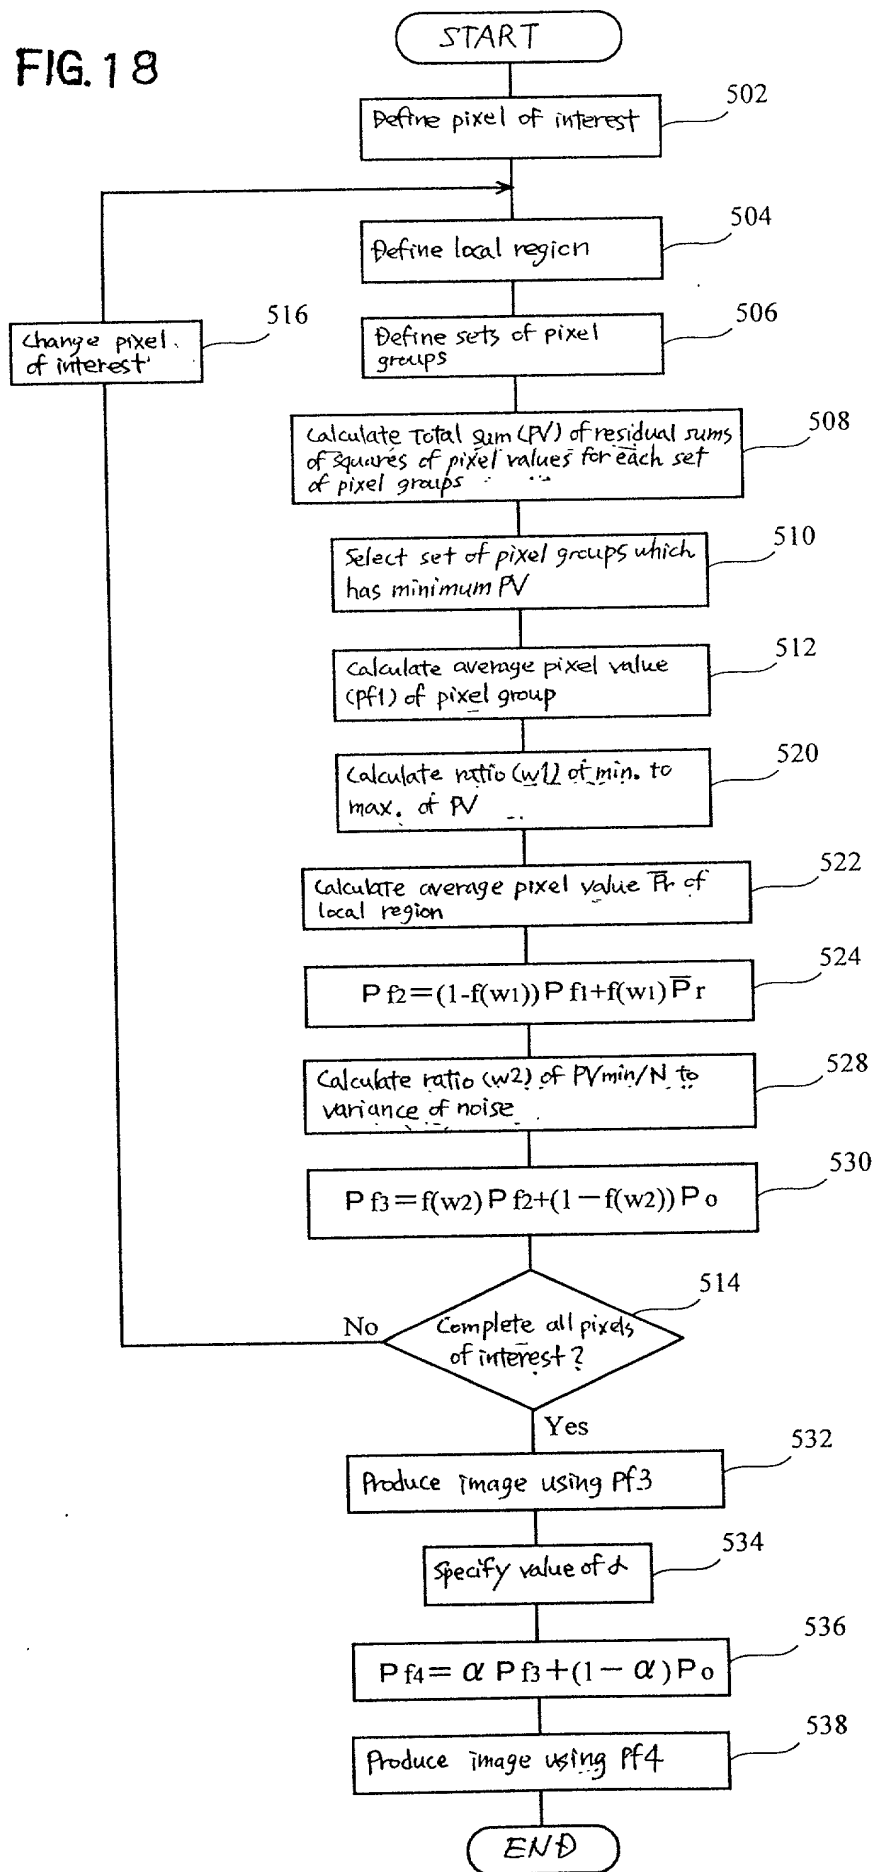 FIG. 18
START
Define pixel of interest
502
Define local region
504
Define sets of pixel
groups
506
Change pixel
of interest
516
Calculate Total sum (PV) of residual sums
of squares of pixel values for each set
of pixel groups
508
Select set of pixel groups which
has minimum PV
510
Calculate average pixel value
(Pf1) of pixel group
512
Calculate ratio (w1) of min. to
max. of PV
520
Calculate average pixel value P̅r of
local region
522
Pf2=(1-f(w1))Pf1+f(w1)P̅r
524
Calculate ratio (w2) of PVmin/N to
variance of noise
528
Pf3=f(w2)Pf2+(1-f(w2))Po
530
Complete all pixels
of interest?
514
No
Yes
Produce image using Pf3
532
Specify value of α
534
Pf4=αPf3+(1-α)Po
536
Produce image using Pf4
538
END